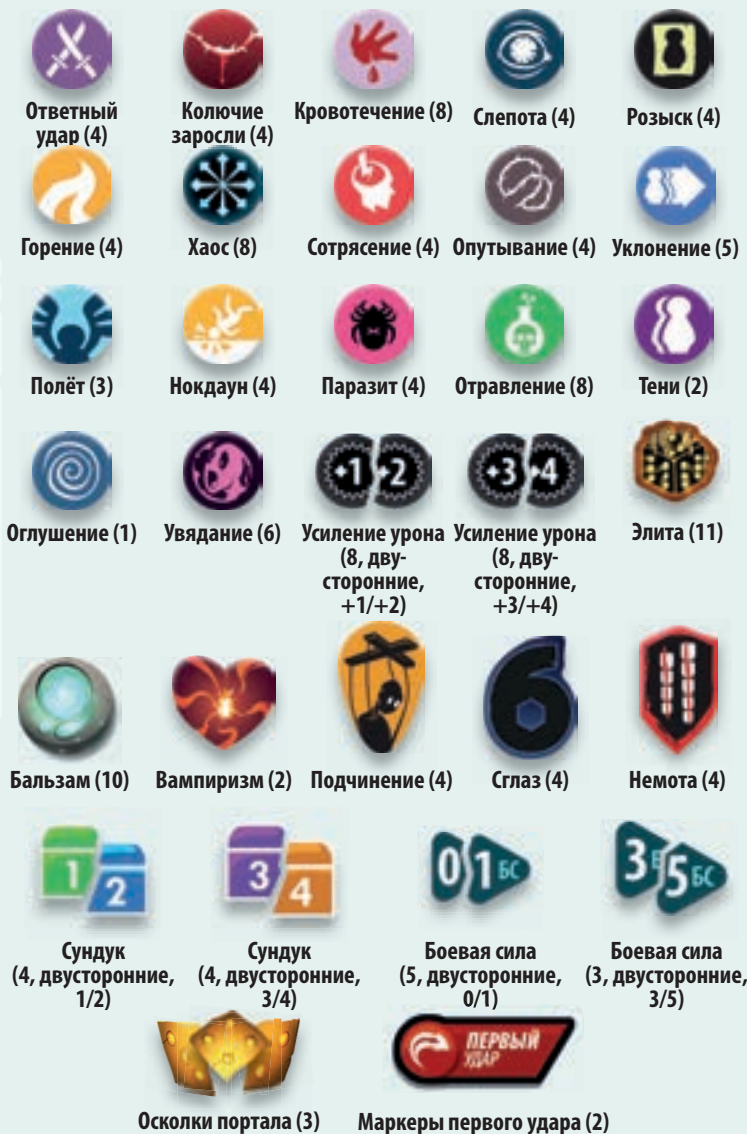 Ответный
удар (4)
Колючие
заросли (4)
Кровотечение (8)
Слепота (4)
Розыск (4)
Горение (4)
Хаос (8)
Сотрясение (4)
Опутывание (4)
Уклонение (5)
Полёт (3)
Нокдаун (4)
Паразит (4)
Отравление (8)
Тени (2)
+1 +2
+3 +4
Оглушение (1)
Увядание (6)
Усиление урона
(8, дву-
сторонние,
+1/+2)
Усиление урона
(8, дву-
сторонние,
+3/+4)
Элита (11)
6
Бальзам (10)
Вампиризм (2)
Подчинение (4)
Сглаз (4)
Немота (4)
1 2
3 4
0 1 БС
3 Б 5 БС
Сундук
(4, двусторонние,
1/2)
Сундук
(4, двусторонние,
3/4)
Боевая сила
(5, двусторонние,
0/1)
Боевая сила
(3, двусторонние,
3/5)
ПЕРВЫЙ
УДАР
Осколки портала (3)
Маркеры первого удара (2)